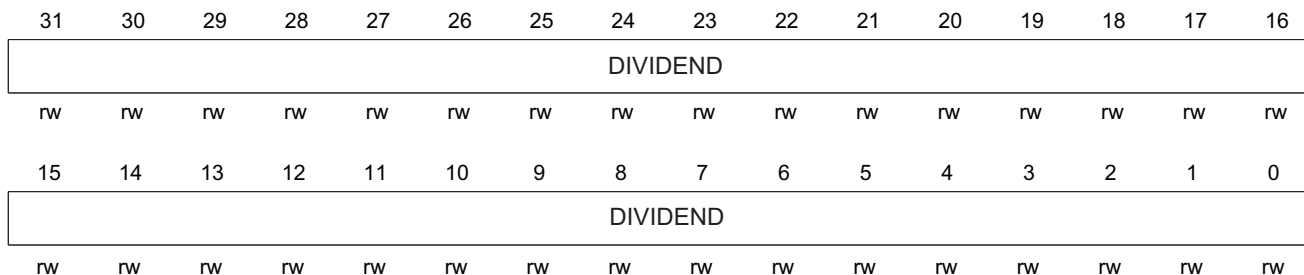 31 30 29 28 27 26 25 24 23 22 21 20 19 18 17 16
DIVIDEND
rw rw rw rw rw rw rw rw rw rw rw rw rw rw rw rw
15 14 13 12 11 10 9 8 7 6 5 4 3 2 1 0
DIVIDEND
rw rw rw rw rw rw rw rw rw rw rw rw rw rw rw rw